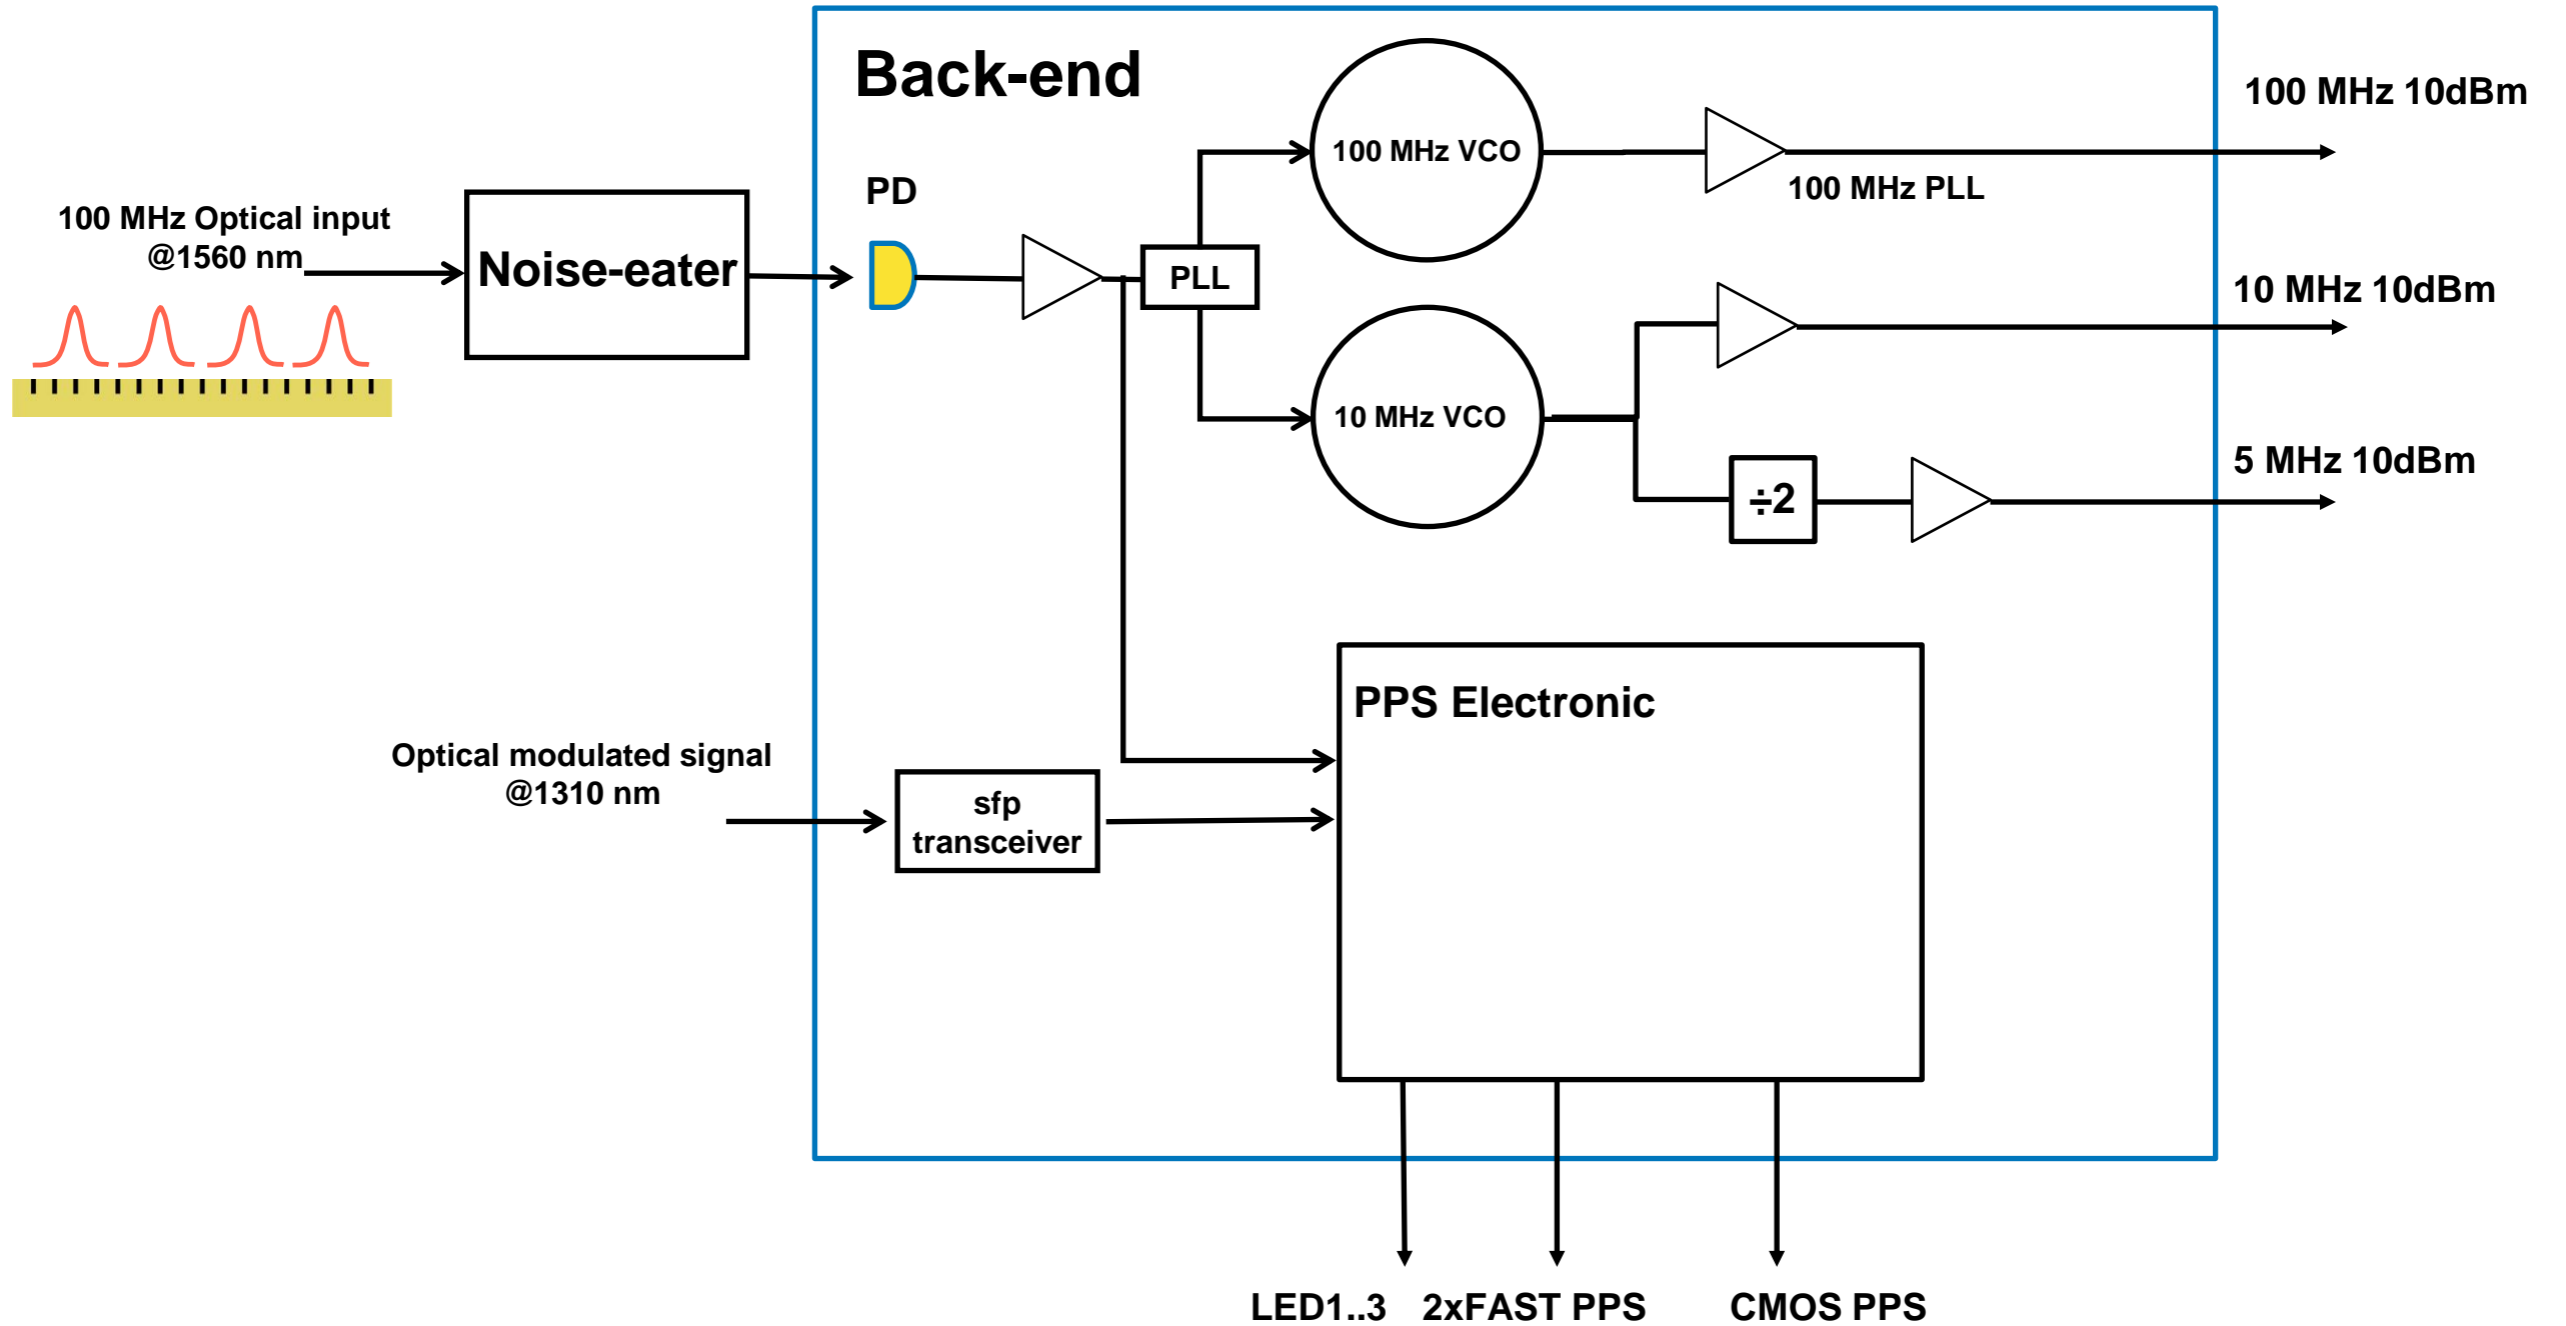 Back-end
100 MHz 10dBm
100 MHz VCO
100 MHz PLL
PD
100 MHz Optical input
@1560 nm
Noise-eater
PLL
10 MHz 10dBm
10 MHz VCO
5 MHz 10dBm
÷2
PPS Electronic
Optical modulated signal
@1310 nm
sfp
transceiver
LED1..3
2xFAST PPS
CMOS PPS